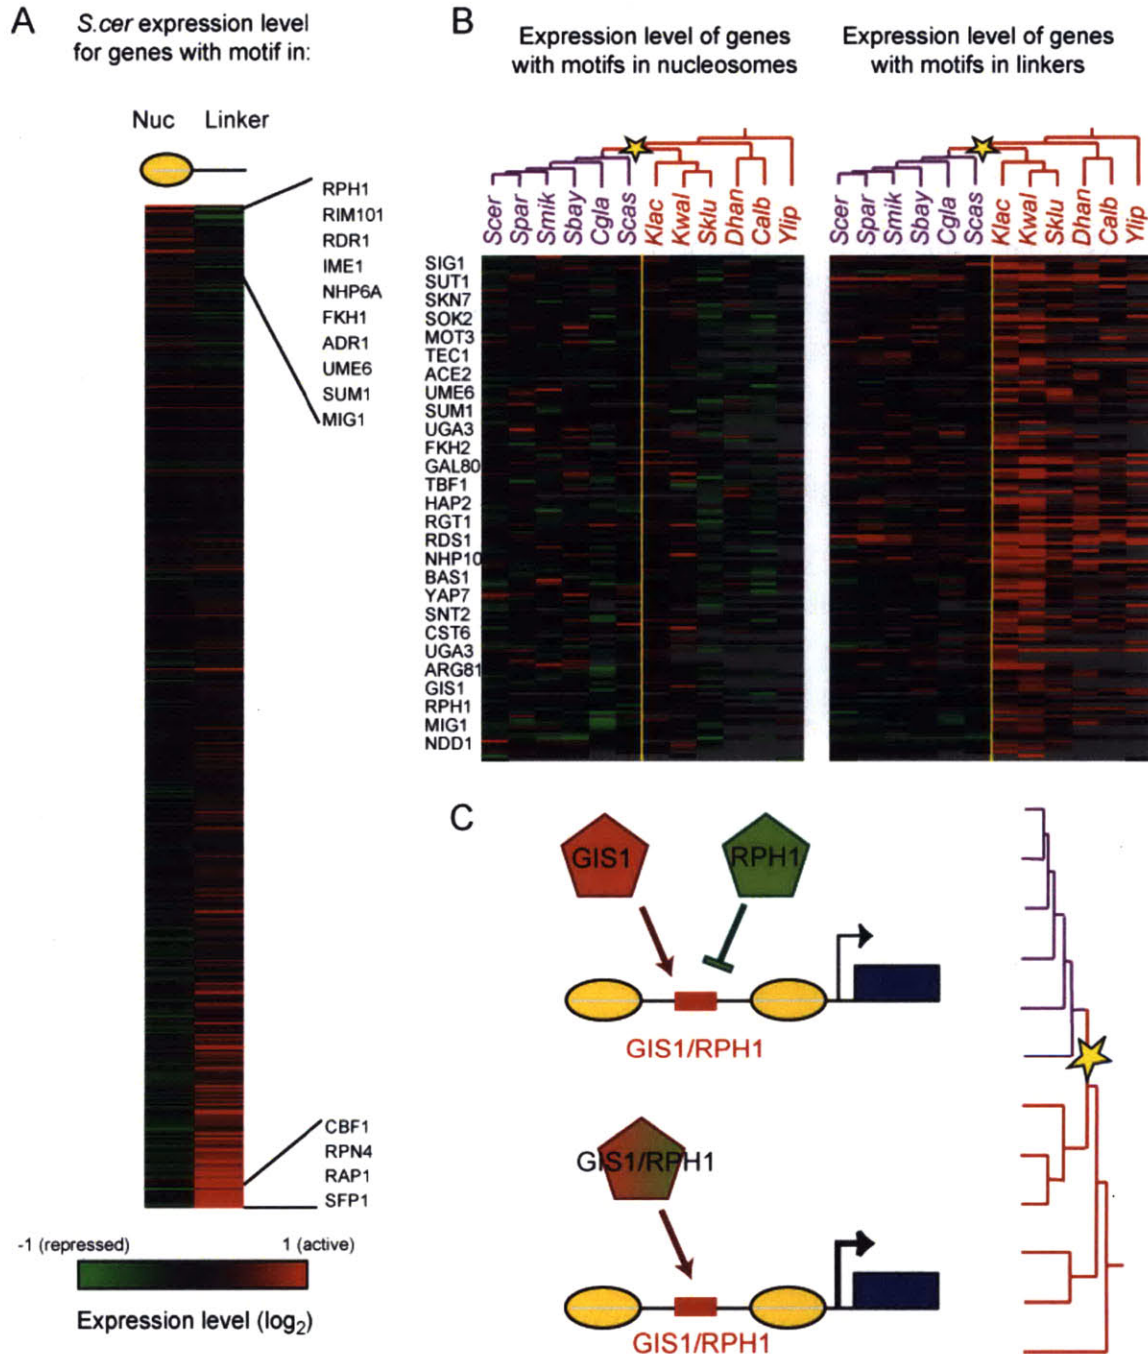 A
S.cer expression level
for genes with motif in:
Nuc Linker
RPH1
RIM101
RDR1
IME1
NHP6A
FKH1
ADR1
UME6
SUM1
MIG1
CBF1
RPN4
RAP1
SFP1
-1 (repressed) 1 (active)
Expression level (log2)
B
Expression level of genes
with motifs in nucleosomes
Expression level of genes
with motifs in linkers
Scer Spar Smik Sbay Cgla Scas Klac Kwal Sklu Dhan Calb Ylip
Scer Spar Smik Sbay Cgla Scas Klac Kwal Sklu Dhan Calb Ylip
SIG1
SUT1
SKN7
SOK2
MOT3
TEC1
ACE2
UME6
SUM1
UGA3
FKH2
GAL80
TBF1
HAP2
RGT1
RDS1
NHP10
BAS1
YAP7
SNT2
CST6
UGA3
ARG81
GIS1
RPH1
MIG1
NDD1
C
GIS1 RPH1
GIS1/RPH1
GIS1/RPH1
GIS1/RPH1